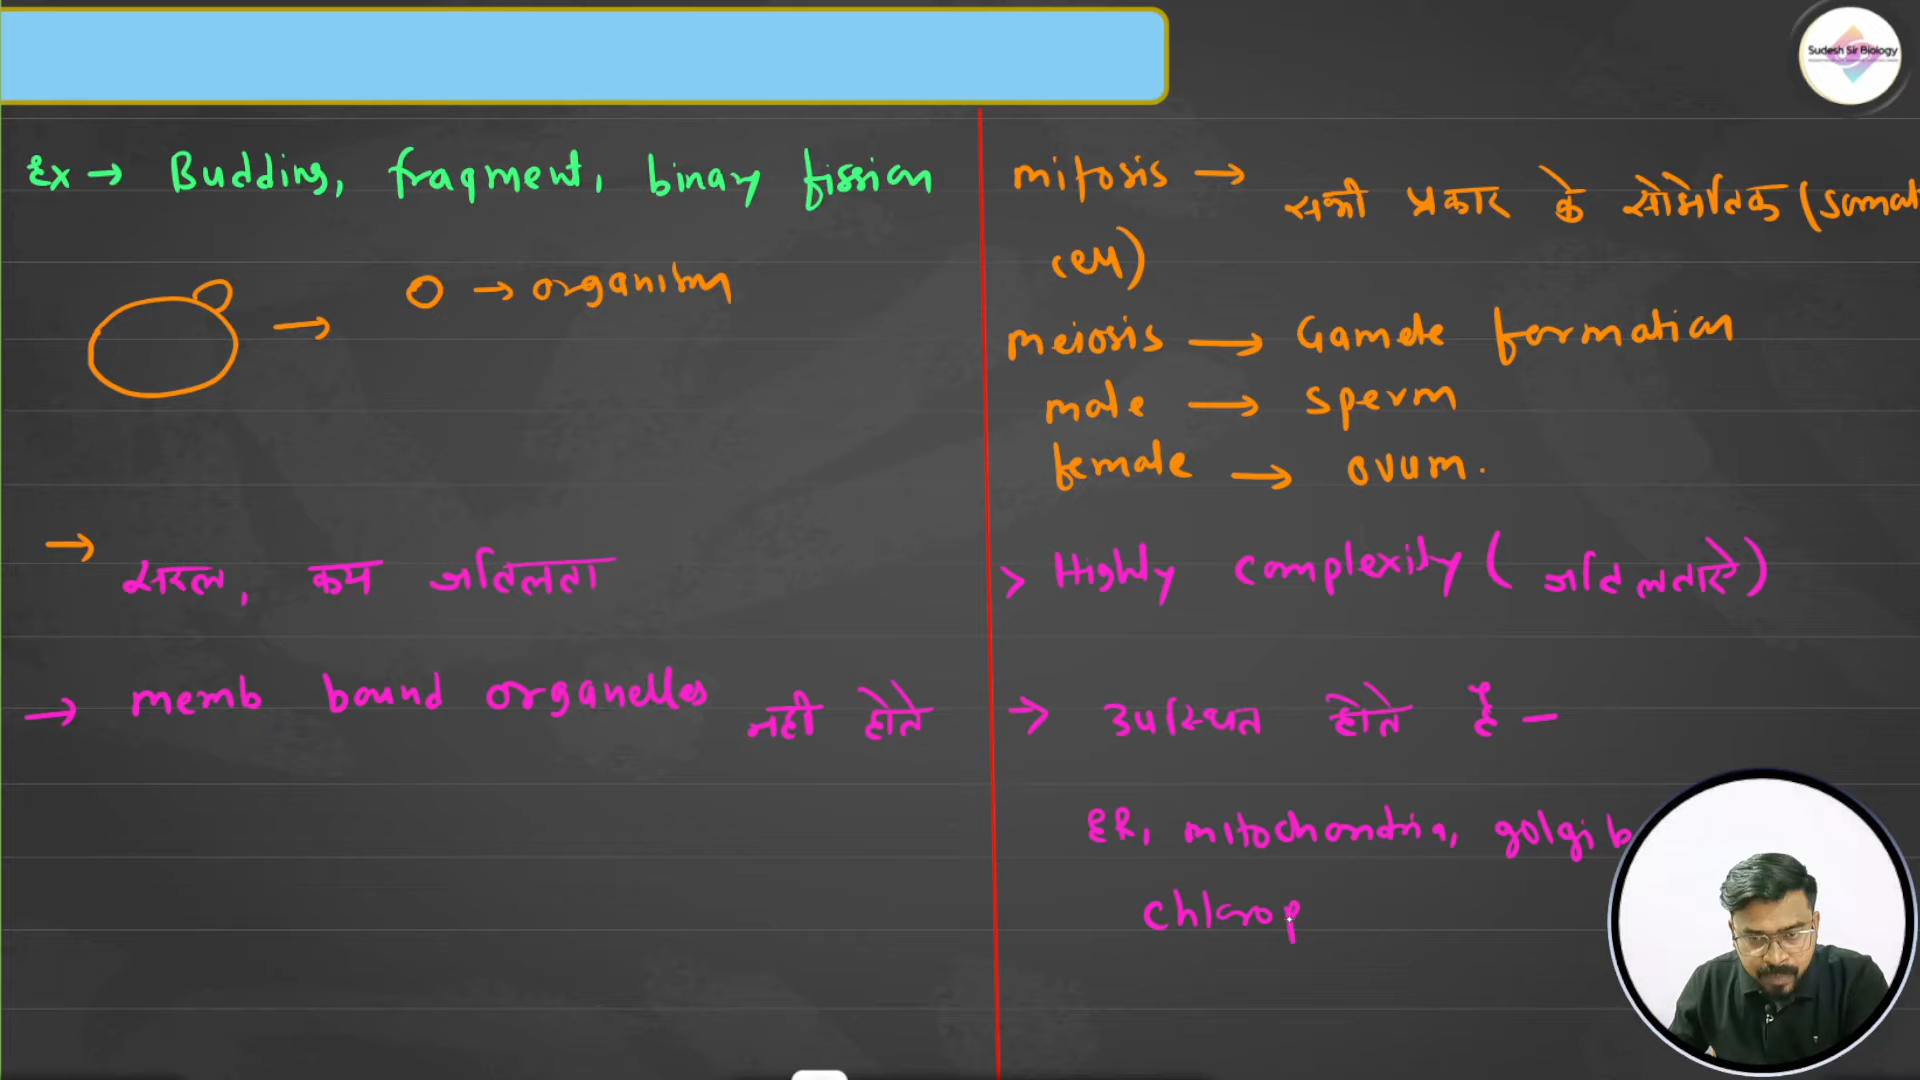 Sudesh Sir Biology
Ex → Budding, fragment, binary fission
→ organism
→ सरल, कम जटिलता
→ memb bound organelles नही होते
mitosis → सभी प्रकार के सोमेटिक (somat
cell)
meiosis → Gamete formation
male → sperm
female → ovum.
> Highly complexity (जटिलताऐ)
→ उपस्थित होते है –
ER, mitochondria, golgi b
chlorop